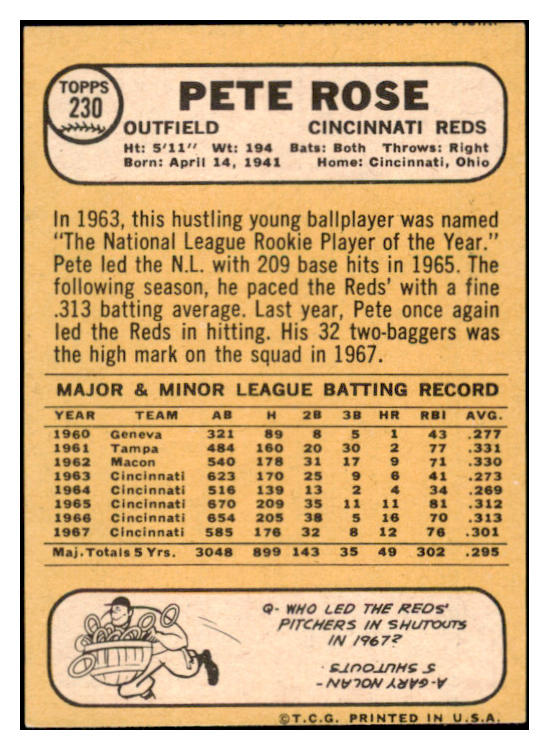 TOPPS
230
PETE ROSE
OUTFIELD CINCINNATI REDS
Ht: 5'11" Wt: 194 Bats: Both Throws: Right
Born: April 14, 1941 Home: Cincinnati, Ohio
In 1963, this hustling young ballplayer was named
"The National League Rookie Player of the Year."
Pete led the N.L. with 209 base hits in 1965. The
following season, he paced the Reds' with a fine
.313 batting average. Last year, Pete once again
led the Reds in hitting. His 32 two-baggers was
the high mark on the squad in 1967.
MAJOR & MINOR LEAGUE BATTING RECORD
YEAR TEAM AB H 2B 3B HR RBI AVG.
1960 Geneva 321 89 8 5 1 43 .277
1961 Tampa 484 160 20 30 2 77 .331
1962 Macon 540 178 31 17 9 71 .330
1963 Cincinnati 623 170 25 9 6 41 .273
1964 Cincinnati 516 139 13 2 4 34 .269
1965 Cincinnati 670 209 35 11 11 81 .312
1966 Cincinnati 654 205 38 5 16 70 .313
1967 Cincinnati 585 176 32 8 12 76 .301
Maj. Totals 5 Yrs. 3048 899 143 35 49 302 .295
Q- WHO LED THE REDS'
PITCHERS IN SHUTOUTS
IN 1967?
A-GARY NOLAN -
5 SHUTOUTS.
©T.C.G. PRINTED IN U.S.A.